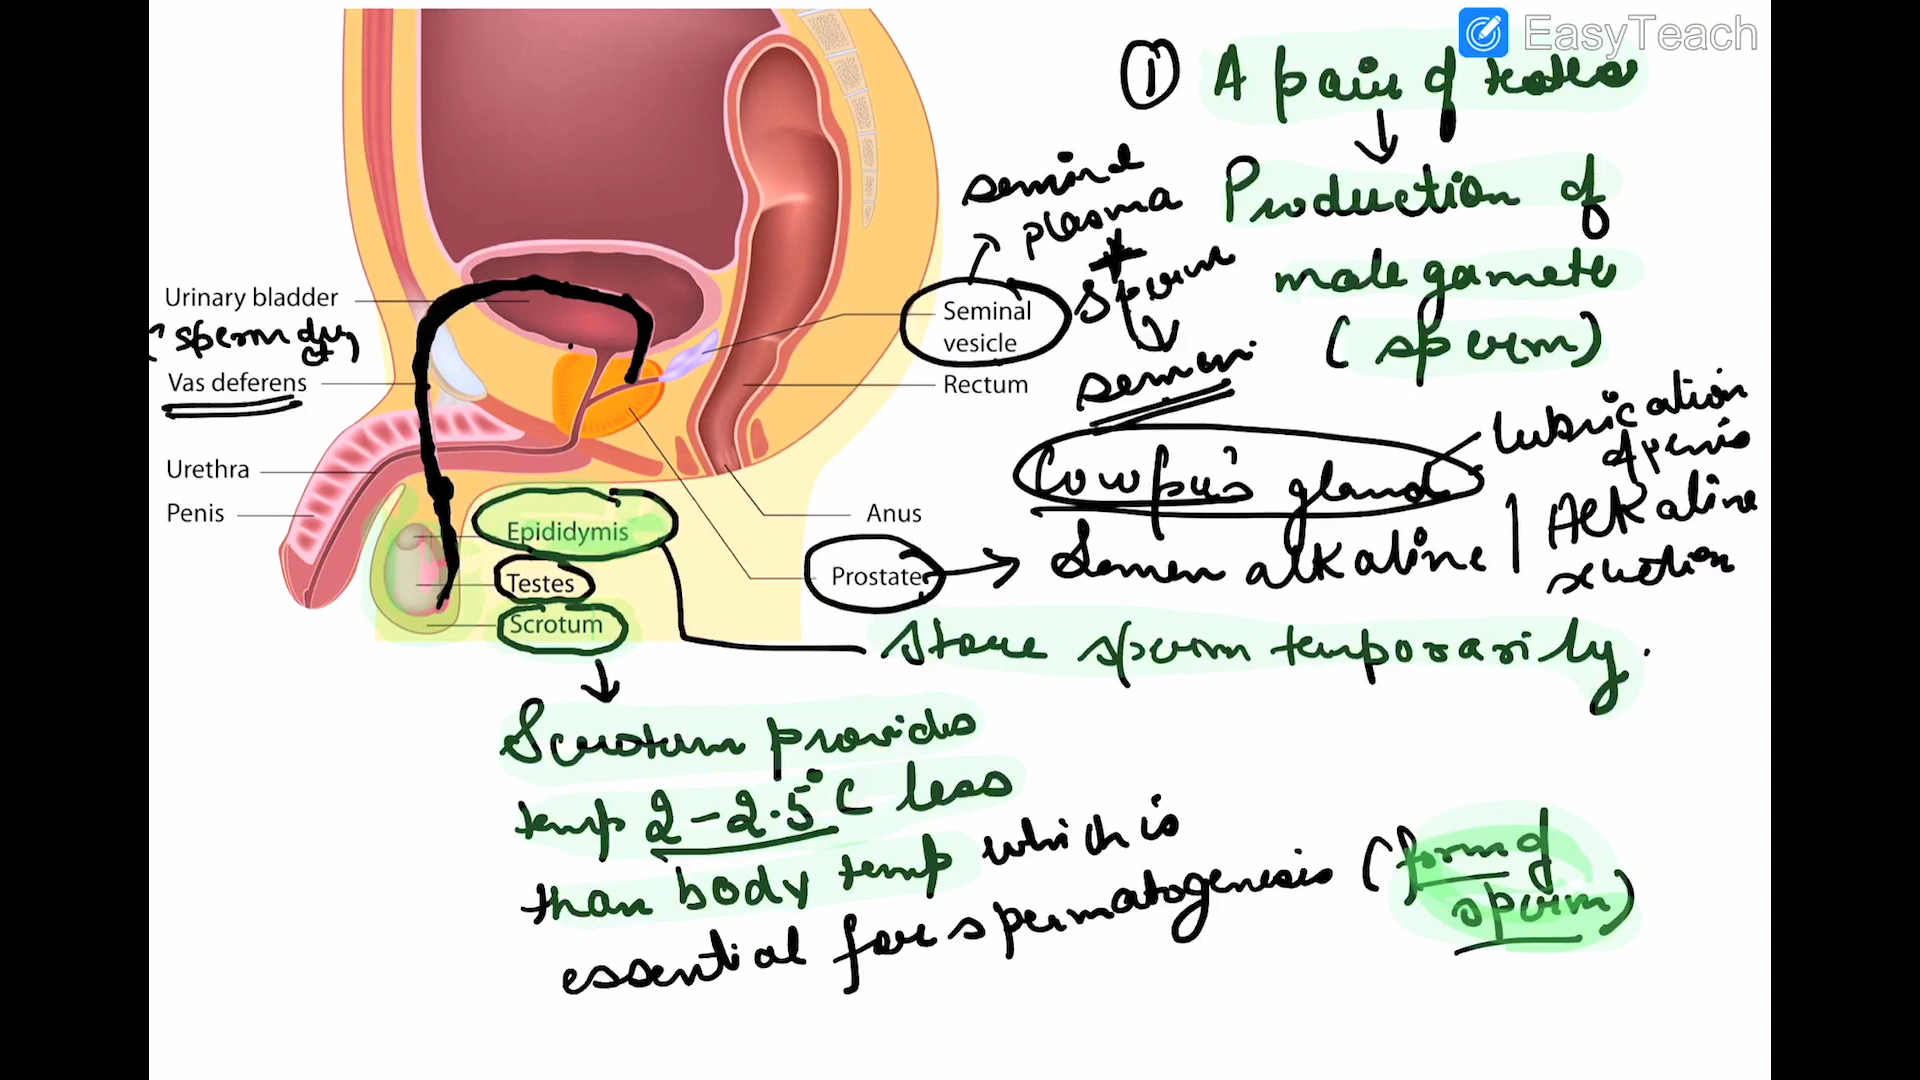 EasyTeach
① A pair of testes
↓
Production of
male gamete
(sperm)
seminal
plasma
+
sperm
semen
Urinary bladder
(sperm duct)
Vas deferens
Urethra
Penis
Seminal
vesicle
Rectum
Anus
Prostate → Semen alkaline
Cowper's gland
lubrication
of penis
Alkaline
secretion
Epididymis
store sperm temporarily.
Testes
Scrotum
↓
Scrotum provides
temp 2-2.5°C less
than body temp which is
essential for spermatogenesis (form of
sperm)